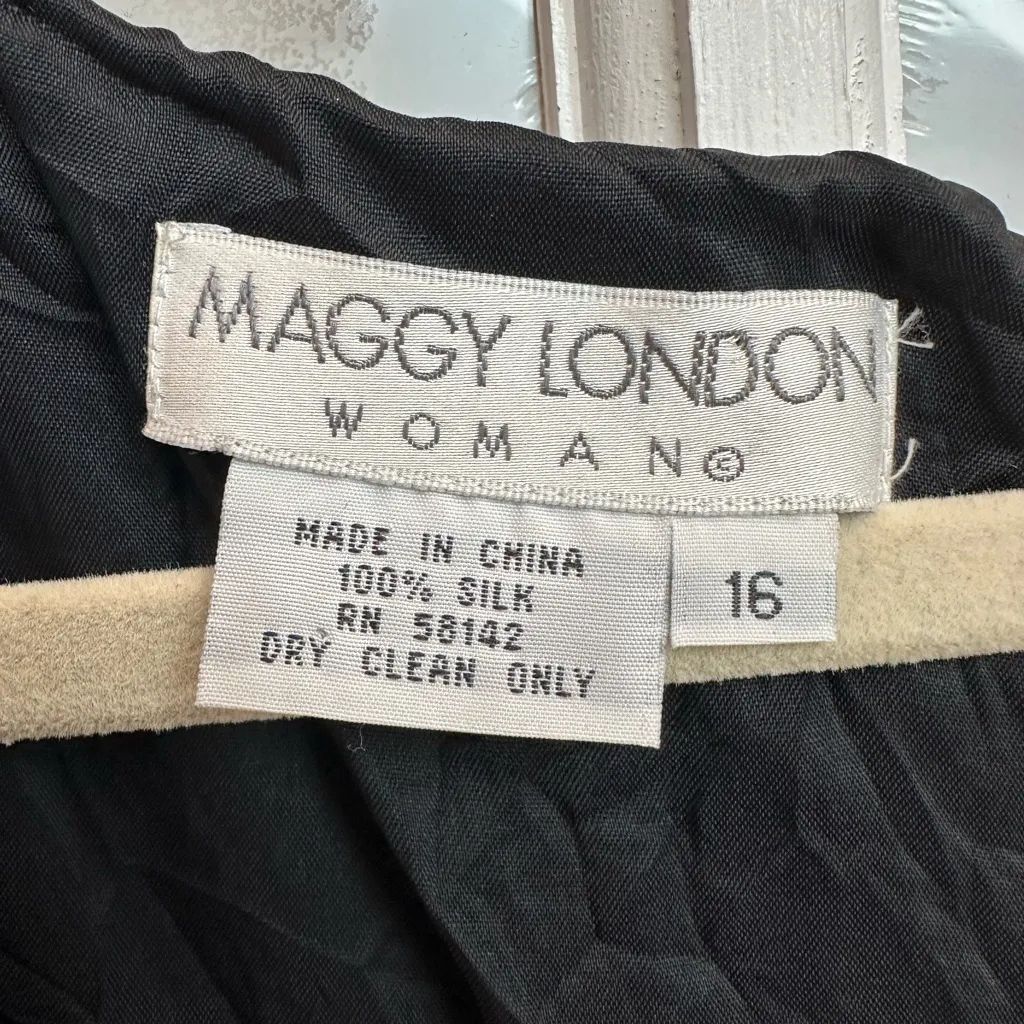 MAGGY LONDON
WOMAN®
MADE IN CHINA
100% SILK
RN 58142
DRY CLEAN ONLY
16